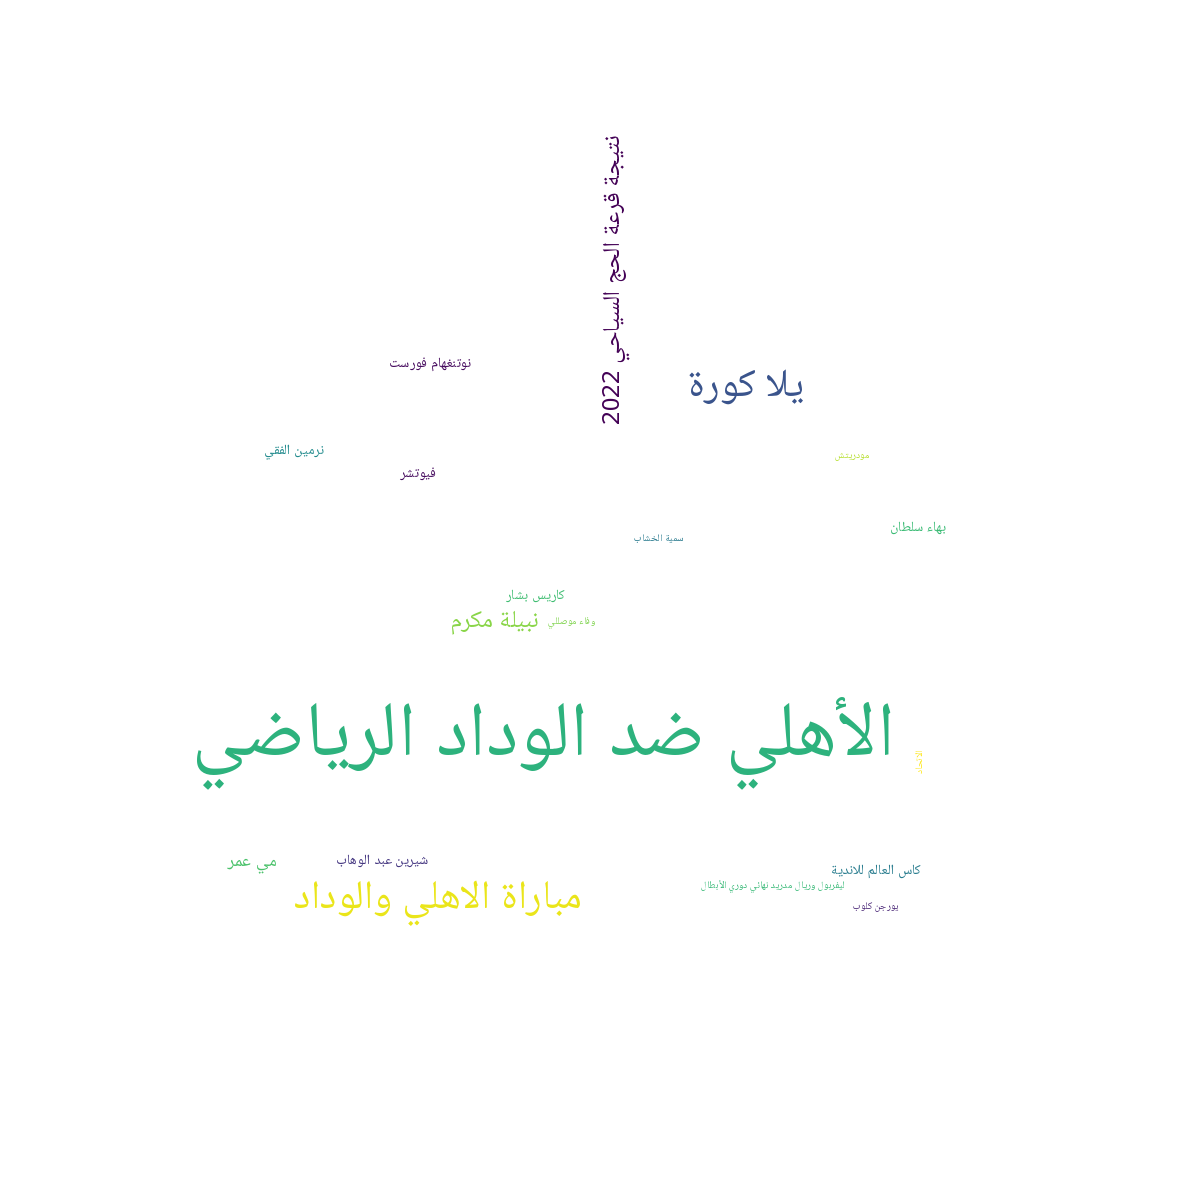 نتيجة قرعة الحج السياحي 2022
نوتنغهام فورست
يلا كورة
نرمين الفقي
مودريتش
فيوتشر
بهاء سلطان
سمية الخشاب
كاريس بشار
نبيلة مكرم
وفاء موصللي
الأهلي ضد الوداد الرياضي
الاتحاد
مي عمر
شيرين عبد الوهاب
كاس العالم للاندية
ليفربول وريال مدريد نهائي دوري الأبطال
مباراة الاهلي والوداد
يورجن كلوب